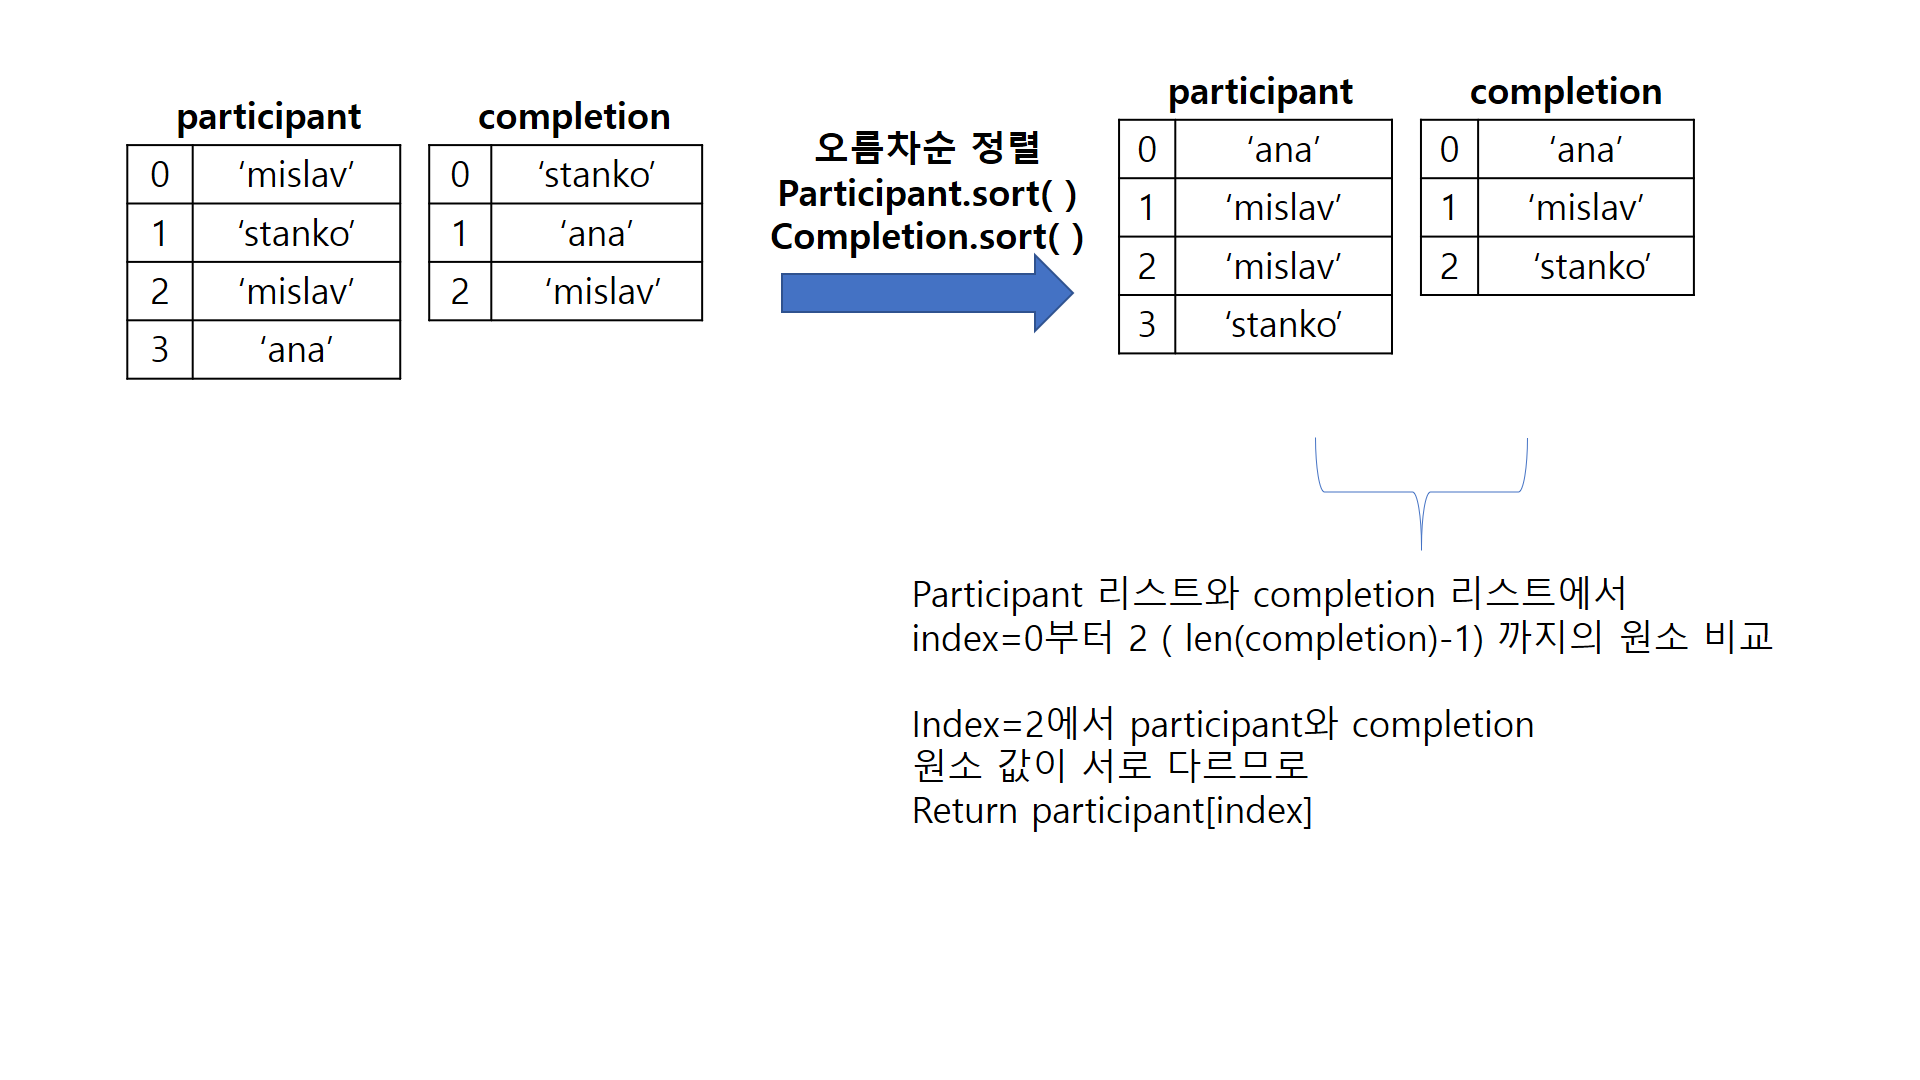 participant
completion
0 ‘mislav’
1 ‘stanko’
2 ‘mislav’
3 ‘ana’
0 ‘stanko’
1 ‘ana’
2 ‘mislav’
오름차순 정렬
Participant.sort( )
Completion.sort( )
participant
completion
0 ‘ana’
1 ‘mislav’
2 ‘mislav’
3 ‘stanko’
0 ‘ana’
1 ‘mislav’
2 ‘stanko’
Participant 리스트와 completion 리스트에서
index=0부터 2 ( len(completion)-1) 까지의 원소 비교
Index=2에서 participant와 completion
원소 값이 서로 다르므로
Return participant[index]